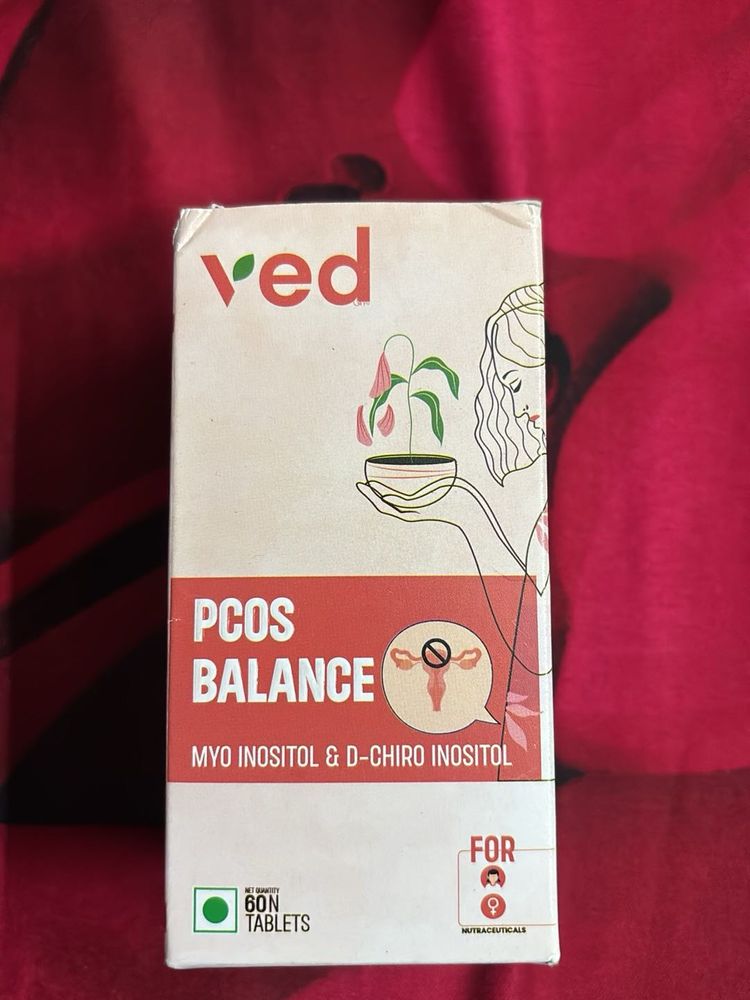 ved
PCOS
BALANCE
MYO INOSITOL & D-CHIRO INOSITOL
NET QUANTITY
60N
TABLETS
FOR
NUTRACEUTICALS